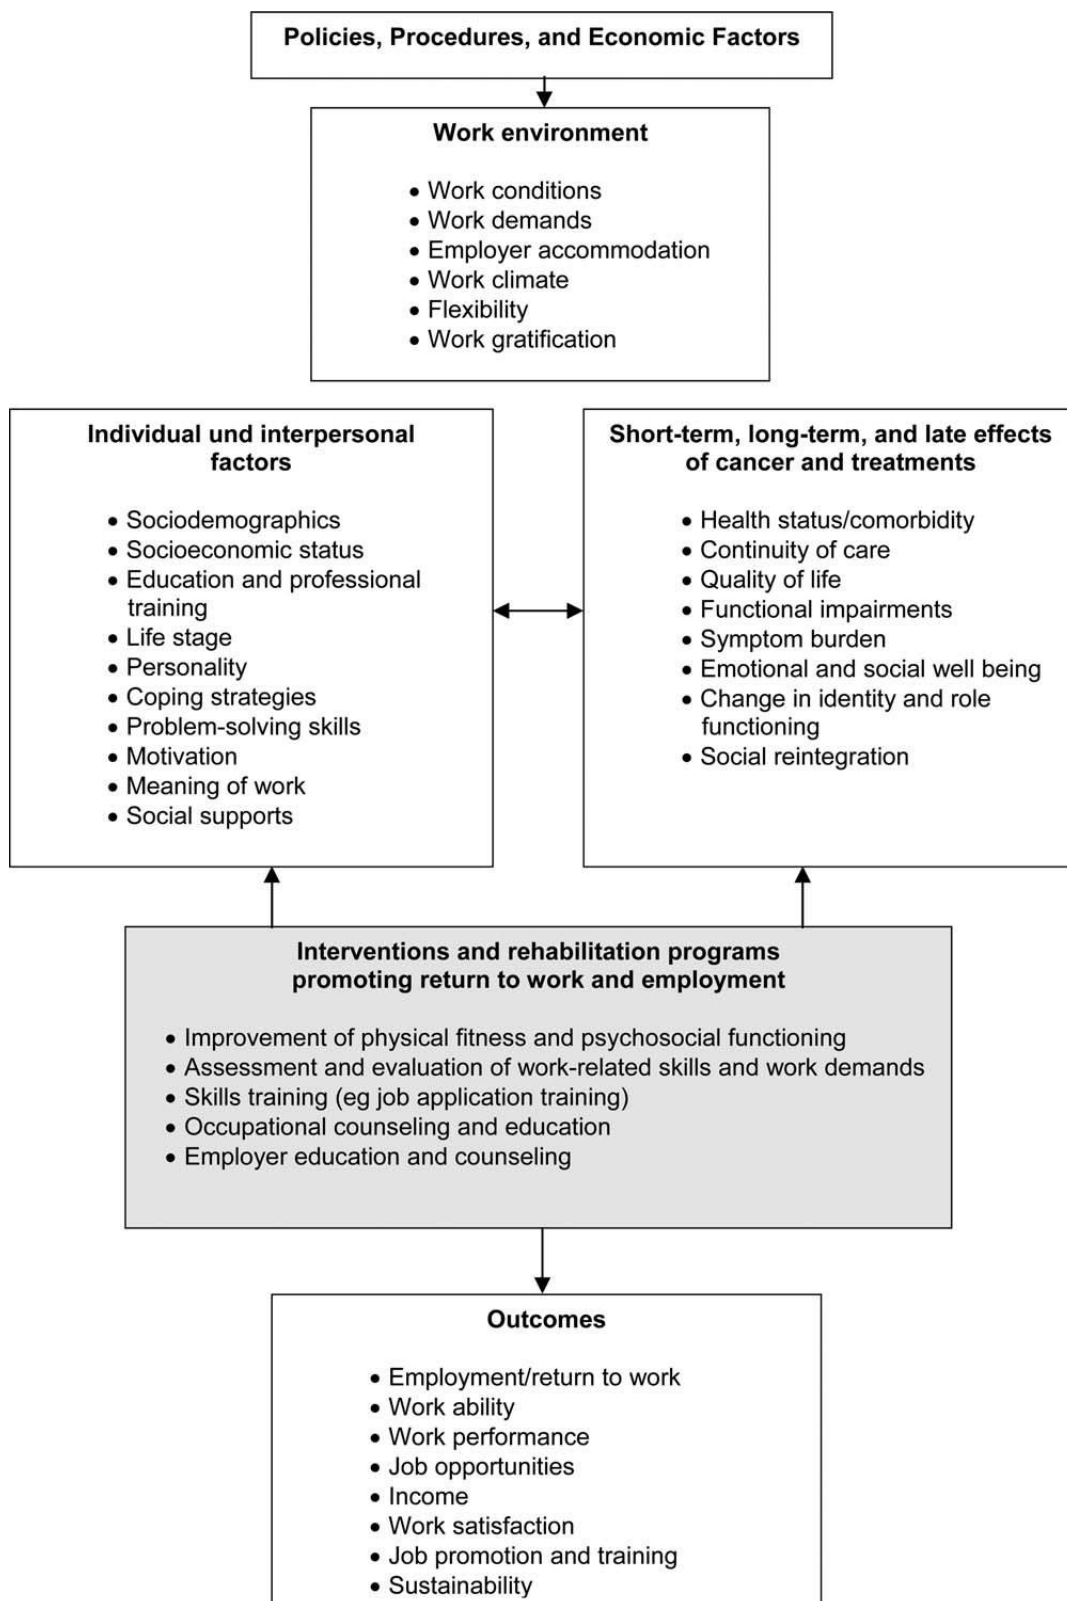 Policies, Procedures, and Economic Factors
Work environment
• Work conditions
• Work demands
• Employer accommodation
• Work climate
• Flexibility
• Work gratification
Individual und interpersonal
factors
• Sociodemographics
• Socioeconomic status
• Education and professional
training
• Life stage
• Personality
• Coping strategies
• Problem-solving skills
• Motivation
• Meaning of work
• Social supports
Short-term, long-term, and late effects
of cancer and treatments
• Health status/comorbidity
• Continuity of care
• Quality of life
• Functional impairments
• Symptom burden
• Emotional and social well being
• Change in identity and role
functioning
• Social reintegration
Interventions and rehabilitation programs
promoting return to work and employment
• Improvement of physical fitness and psychosocial functioning
• Assessment and evaluation of work-related skills and work demands
• Skills training (eg job application training)
• Occupational counseling and education
• Employer education and counseling
Outcomes
• Employment/return to work
• Work ability
• Work performance
• Job opportunities
• Income
• Work satisfaction
• Job promotion and training
• Sustainability